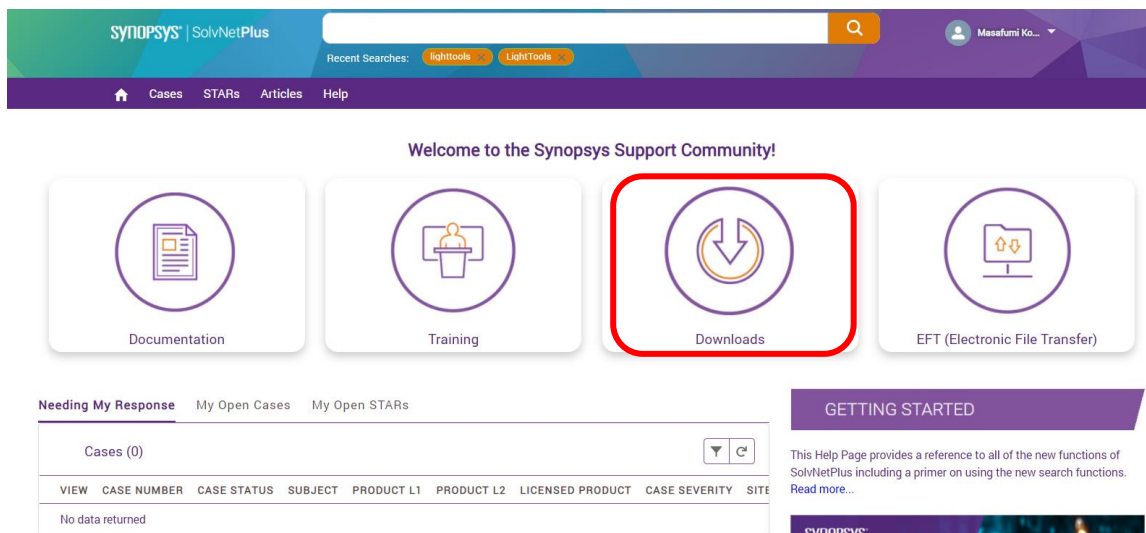 SYNOPSYS® | SolvNetPlus
Masafumi Ko...
Recent Searches: lighttools × LightTools ×
Cases STARs Articles Help
Welcome to the Synopsys Support Community!
Documentation Training Downloads EFT (Electronic File Transfer)
Needing My Response My Open Cases My Open STARs
GETTING STARTED
Cases (0)
This Help Page provides a reference to all of the new functions of
SolvNetPlus including a primer on using the new search functions.
Read more...
VIEW CASE NUMBER CASE STATUS SUBJECT PRODUCT L1 PRODUCT L2 LICENSED PRODUCT CASE SEVERITY SITE
No data returned
SYNOPSYS®